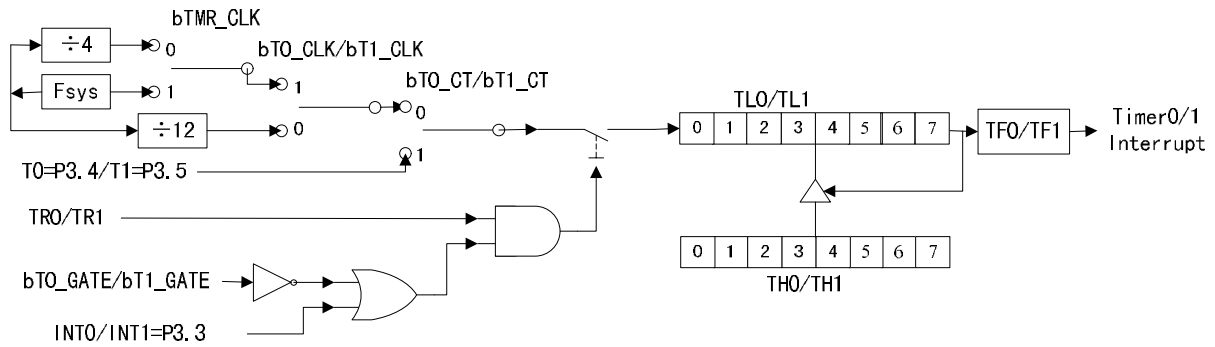 bTMR_CLK
÷4
0
bT0_CLK/bT1_CLK
Fsys
1
1
bT0_CT/bT1_CT
0
÷12
0
1
T0=P3.4/T1=P3.5
TL0/TL1
0 1 2 3 4 5 6 7
TF0/TF1
Timer0/1
Interrupt
TR0/TR1
0 1 2 3 4 5 6 7
TH0/TH1
bT0_GATE/bT1_GATE
INT0/INT1=P3.3